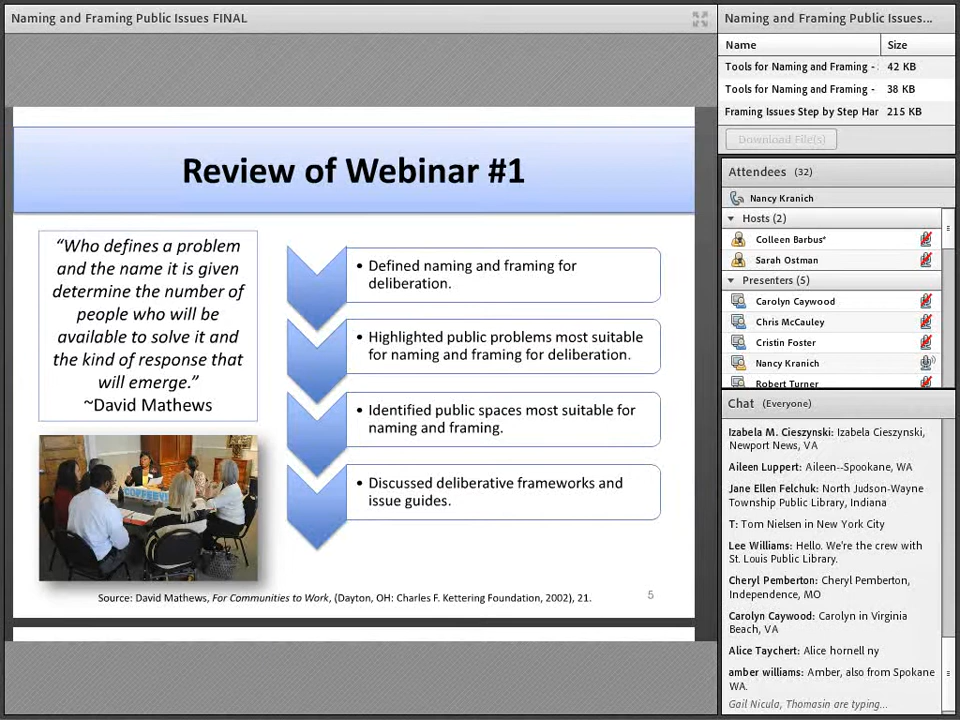 Naming and Framing Public Issues FINAL
Review of Webinar #1
“Who defines a problem
and the name it is given
determine the number of
people who will be
available to solve it and
the kind of response that
will emerge.”
~David Mathews
• Defined naming and framing for
deliberation.
• Highlighted public problems most suitable
for naming and framing for deliberation.
• Identified public spaces most suitable for
naming and framing.
• Discussed deliberative frameworks and
issue guides.
Source: David Mathews, For Communities to Work, (Dayton, OH: Charles F. Kettering Foundation, 2002), 21.
5
Naming and Framing Public Issues...
Name Size
Tools for Naming and Framing - 42 KB
Tools for Naming and Framing - 38 KB
Framing Issues Step by Step Har 215 KB
Download File(s)
Attendees (32)
Nancy Kranich
Hosts (2)
Colleen Barbus*
Sarah Ostman
Presenters (5)
Carolyn Caywood
Chris McCauley
Cristin Foster
Nancy Kranich
Robert Turner
Chat (Everyone)
Izabela M. Cieszynski: Izabela Cieszynski,
Newport News, VA
Aileen Luppert: Aileen--Spookane, WA
Jane Ellen Felchuk: North Judson-Wayne
Township Public Library, Indiana
T: Tom Nielsen in New York City
Lee Williams: Hello. We're the crew with
St. Louis Public Library.
Cheryl Pemberton: Cheryl Pemberton,
Independence, MO
Carolyn Caywood: Carolyn in Virginia
Beach, VA
Alice Taychert: Alice hornell ny
amber williams: Amber, also from Spokane
WA.
Gail Nicula, Thomasin are typing...